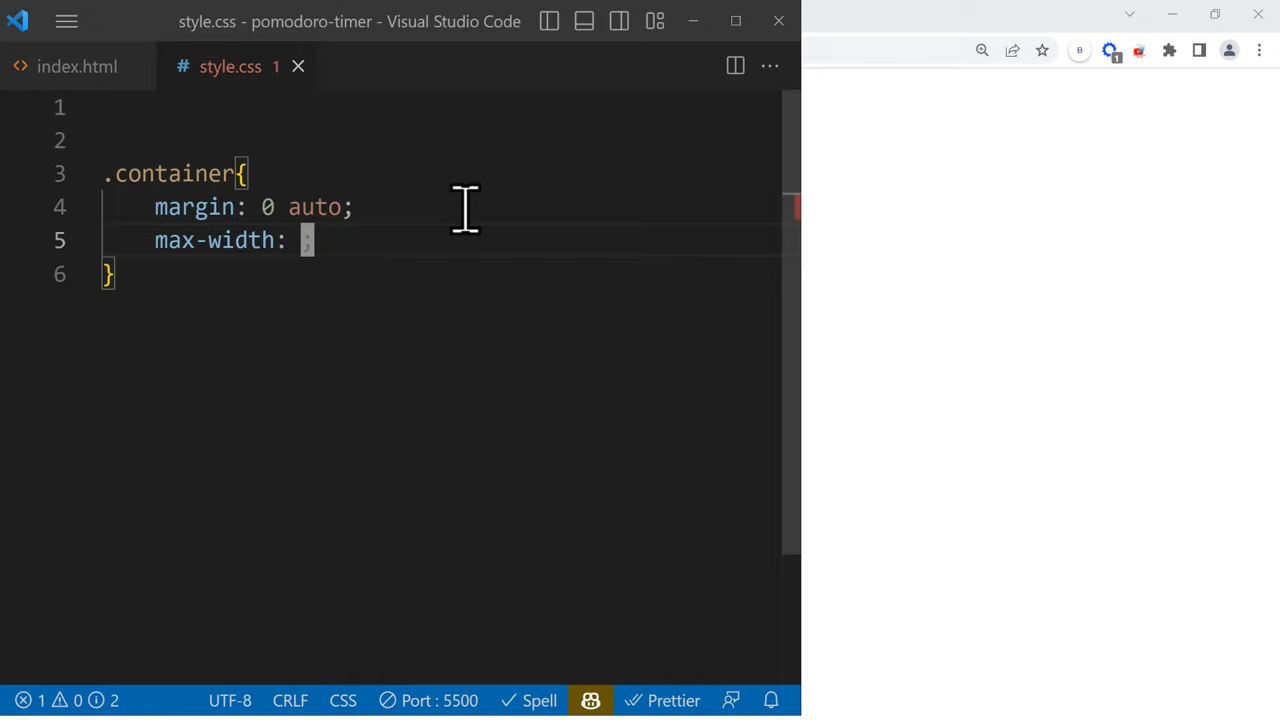 style.css - pomodoro-timer - Visual Studio Code
index.html
# style.css 1
B
1
1
2
3 .container{
4 margin: 0 auto;
5 max-width: ;
6 }
1 0 2
UTF-8 CRLF CSS Port : 5500 Spell Prettier